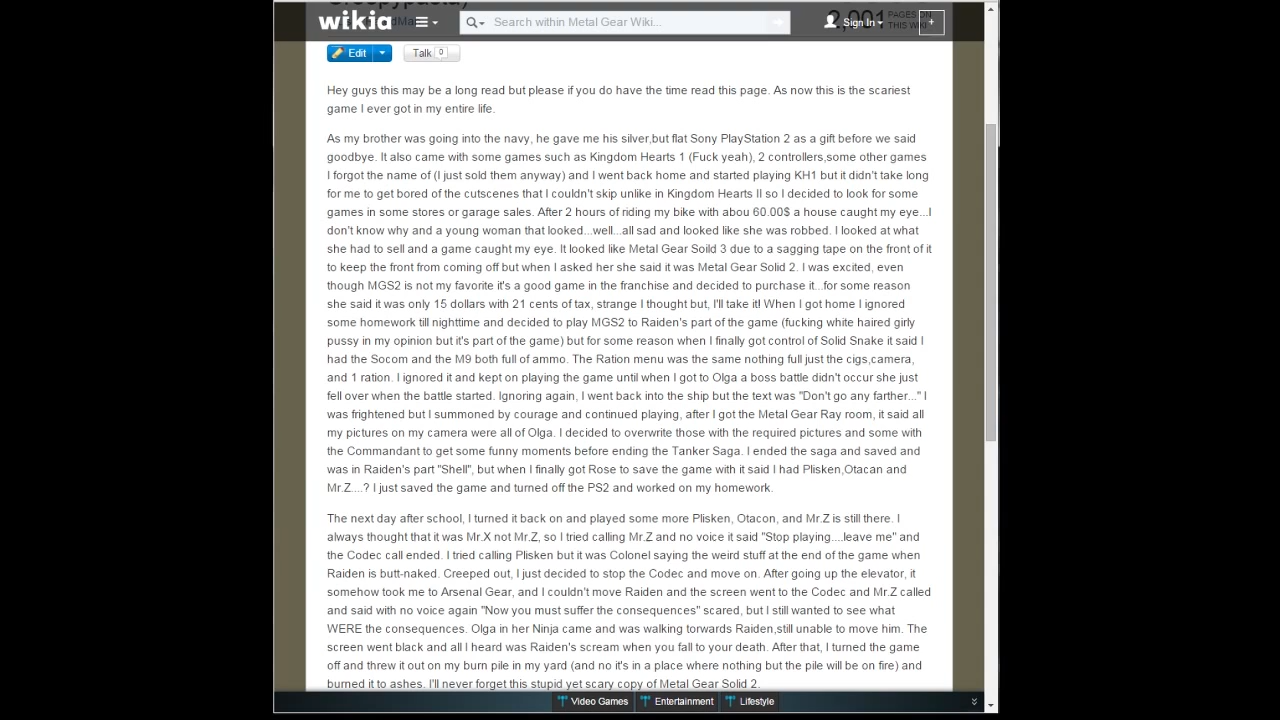 wikia
Search within Metal Gear Wiki...
Sign In
2,001 PAGES ON
THIS WIKI
Edit
Talk 0
Hey guys this may be a long read but please if you do have the time read this page. As now this is the scariest
game I ever got in my entire life.
As my brother was going into the navy, he gave me his silver,but flat Sony PlayStation 2 as a gift before we said
goodbye. It also came with some games such as Kingdom Hearts 1 (Fuck yeah), 2 controllers,some other games
I forgot the name of (I just sold them anyway) and I went back home and started playing KH1 but it didn't take long
for me to get bored of the cutscenes that I couldn't skip unlike in Kingdom Hearts II so I decided to look for some
games in some stores or garage sales. After 2 hours of riding my bike with abou 60.00$ a house caught my eye...I
don't know why and a young woman that looked...well...all sad and looked like she was robbed. I looked at what
she had to sell and a game caught my eye. It looked like Metal Gear Soild 3 due to a sagging tape on the front of it
to keep the front from coming off but when I asked her she said it was Metal Gear Solid 2. I was excited, even
though MGS2 is not my favorite it's a good game in the franchise and decided to purchase it...for some reason
she said it was only 15 dollars with 21 cents of tax, strange I thought but, I'll take it! When I got home I ignored
some homework till nighttime and decided to play MGS2 to Raiden's part of the game (fucking white haired girly
pussy in my opinion but it's part of the game) but for some reason when I finally got control of Solid Snake it said I
had the Socom and the M9 both full of ammo. The Ration menu was the same nothing full just the cigs,camera,
and 1 ration. I ignored it and kept on playing the game until when I got to Olga a boss battle didn't occur she just
fell over when the battle started. Ignoring again, I went back into the ship but the text was "Don't go any farther..." I
was frightened but I summoned by courage and continued playing, after I got the Metal Gear Ray room, it said all
my pictures on my camera were all of Olga. I decided to overwrite those with the required pictures and some with
the Commandant to get some funny moments before ending the Tanker Saga. I ended the saga and saved and
was in Raiden's part "Shell", but when I finally got Rose to save the game with it said I had Plisken,Otacan and
Mr.Z....? I just saved the game and turned off the PS2 and worked on my homework.
The next day after school, I turned it back on and played some more Plisken, Otacon, and Mr.Z is still there. I
always thought that it was Mr.X not Mr.Z, so I tried calling Mr.Z and no voice it said "Stop playing....leave me" and
the Codec call ended. I tried calling Plisken but it was Colonel saying the weird stuff at the end of the game when
Raiden is butt-naked. Creeped out, I just decided to stop the Codec and move on. After going up the elevator, it
somehow took me to Arsenal Gear, and I couldn't move Raiden and the screen went to the Codec and Mr.Z called
and said with no voice again "Now you must suffer the consequences" scared, but I still wanted to see what
WERE the consequences. Olga in her Ninja came and was walking torwards Raiden,still unable to move him. The
screen went black and all I heard was Raiden's scream when you fall to your death. After that, I turned the game
off and threw it out on my burn pile in my yard (and no it's in a place where nothing but the pile will be on fire) and
burned it to ashes. I'll never forget this stupid yet scary copy of Metal Gear Solid 2.
Video Games
Entertainment
Lifestyle